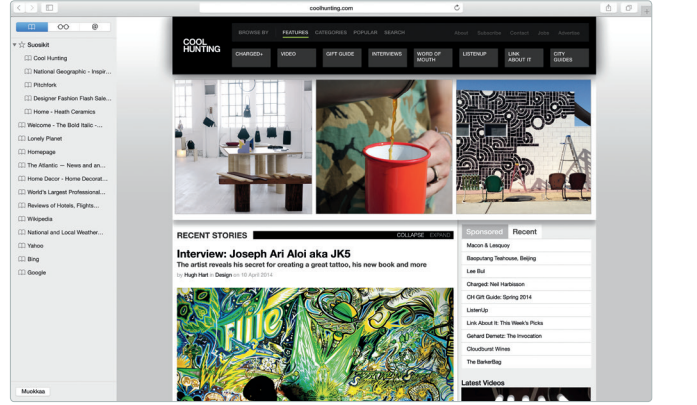 coolhunting.com
Suosikit
Cool Hunting
National Geographic - Inspir...
Pitchfork
Designer Fashion Flash Sale...
Home - Heath Ceramics
Welcome - The Bold Italic -...
Lonely Planet
Homepage
The Atlantic — News and an...
Home Decor - Home Decorat...
World's Largest Professional...
Reviews of Hotels, Flights...
Wikipedia
National and Local Weather...
Yahoo
Bing
Google
Muokkaa
COOL
HUNTING
BROWSE BY FEATURES CATEGORIES POPULAR SEARCH
About Subscribe Contact Jobs Advertise
CHARGED+ VIDEO GIFT GUIDE INTERVIEWS WORD OF MOUTH LISTENUP LINK ABOUT IT CITY GUIDES
RECENT STORIES COLLAPSE EXPAND
Interview: Joseph Ari Aloi aka JK5
The artist reveals his secret for creating a great tattoo, his new book and more
by Hugh Hart in Design on 10 April 2014
Sponsored Recent
Macon & Lesquoy
Baoputang Teahouse, Beijing
Lee Bul
Charged: Neil Harbisson
CH Gift Guide: Spring 2014
ListenUp
Link About It: This Week's Picks
Gehard Demetz: The Invocation
Cloudburst Wines
The BarkerBag
Latest Videos